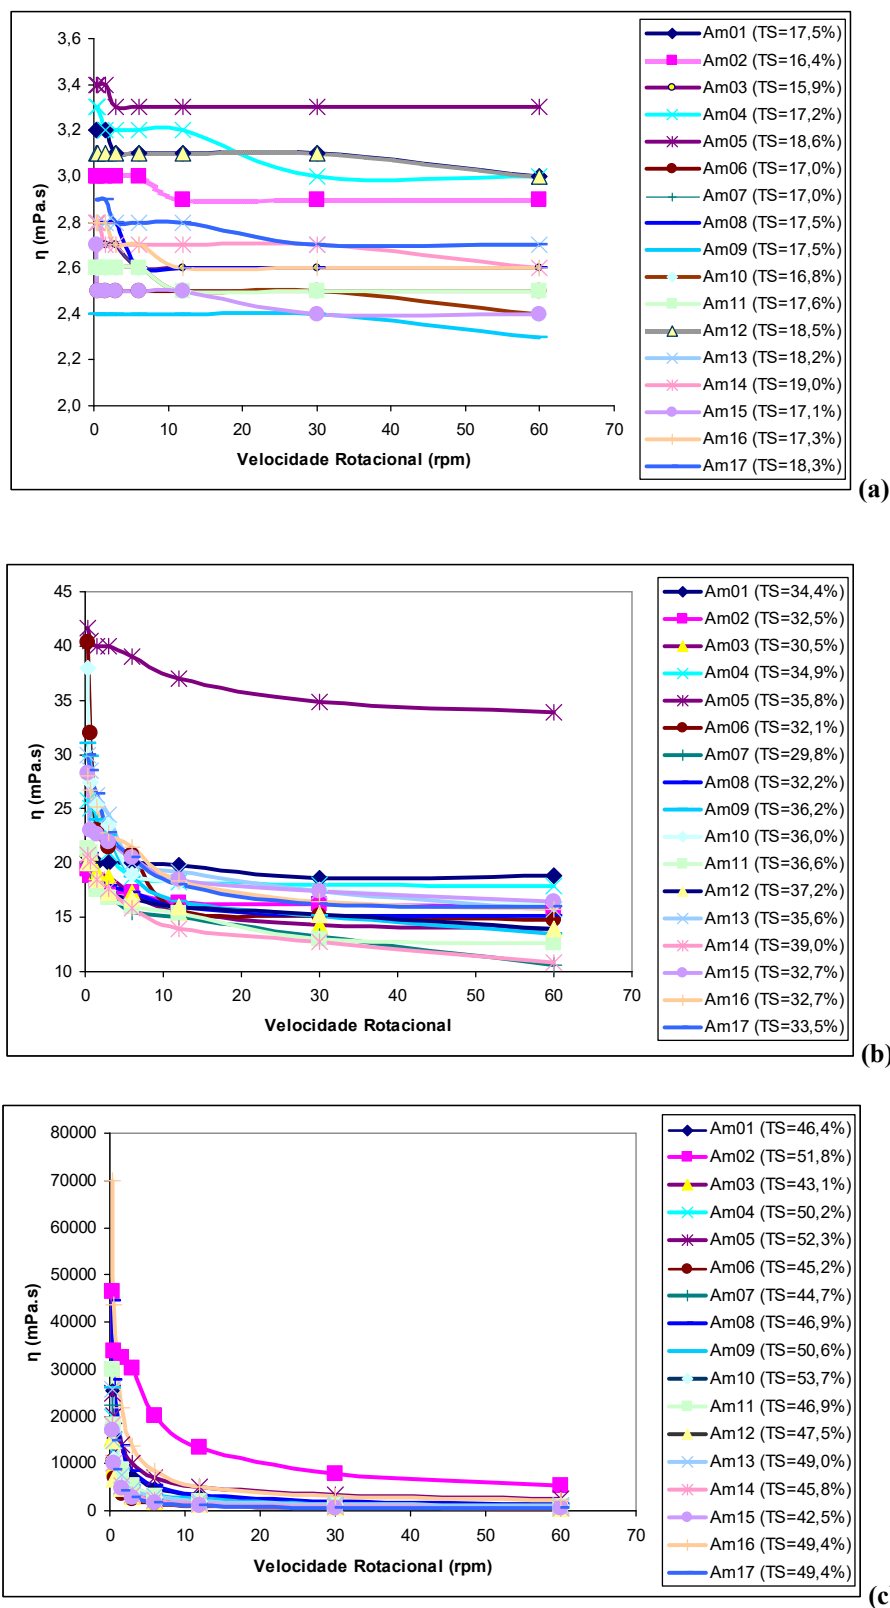 3,6
3,4
3,2
3,0
2,8
2,6
2,4
2,2
2,0
η (mPa.s)
0 10 20 30 40 50 60 70
Velocidade Rotacional (rpm)
Am01 (TS=17,5%)
Am02 (TS=16,4%)
Am03 (TS=15,9%)
Am04 (TS=17,2%)
Am05 (TS=18,6%)
Am06 (TS=17,0%)
Am07 (TS=17,0%)
Am08 (TS=17,5%)
Am09 (TS=17,5%)
Am10 (TS=16,8%)
Am11 (TS=17,6%)
Am12 (TS=18,5%)
Am13 (TS=18,2%)
Am14 (TS=19,0%)
Am15 (TS=17,1%)
Am16 (TS=17,3%)
Am17 (TS=18,3%)
(a)
45
40
35
30
25
20
15
10
η (mPa.s)
0 10 20 30 40 50 60 70
Velocidade Rotacional
Am01 (TS=34,4%)
Am02 (TS=32,5%)
Am03 (TS=30,5%)
Am04 (TS=34,9%)
Am05 (TS=35,8%)
Am06 (TS=32,1%)
Am07 (TS=29,8%)
Am08 (TS=32,2%)
Am09 (TS=36,2%)
Am10 (TS=36,0%)
Am11 (TS=36,6%)
Am12 (TS=37,2%)
Am13 (TS=35,6%)
Am14 (TS=39,0%)
Am15 (TS=32,7%)
Am16 (TS=32,7%)
Am17 (TS=33,5%)
(b)
80000
70000
60000
50000
40000
30000
20000
10000
0
η (mPa.s)
0 10 20 30 40 50 60 70
Velocidade Rotacional (rpm)
Am01 (TS=46,4%)
Am02 (TS=51,8%)
Am03 (TS=43,1%)
Am04 (TS=50,2%)
Am05 (TS=52,3%)
Am06 (TS=45,2%)
Am07 (TS=44,7%)
Am08 (TS=46,9%)
Am09 (TS=50,6%)
Am10 (TS=53,7%)
Am11 (TS=46,9%)
Am12 (TS=47,5%)
Am13 (TS=49,0%)
Am14 (TS=45,8%)
Am15 (TS=42,5%)
Am16 (TS=49,4%)
Am17 (TS=49,4%)
(c